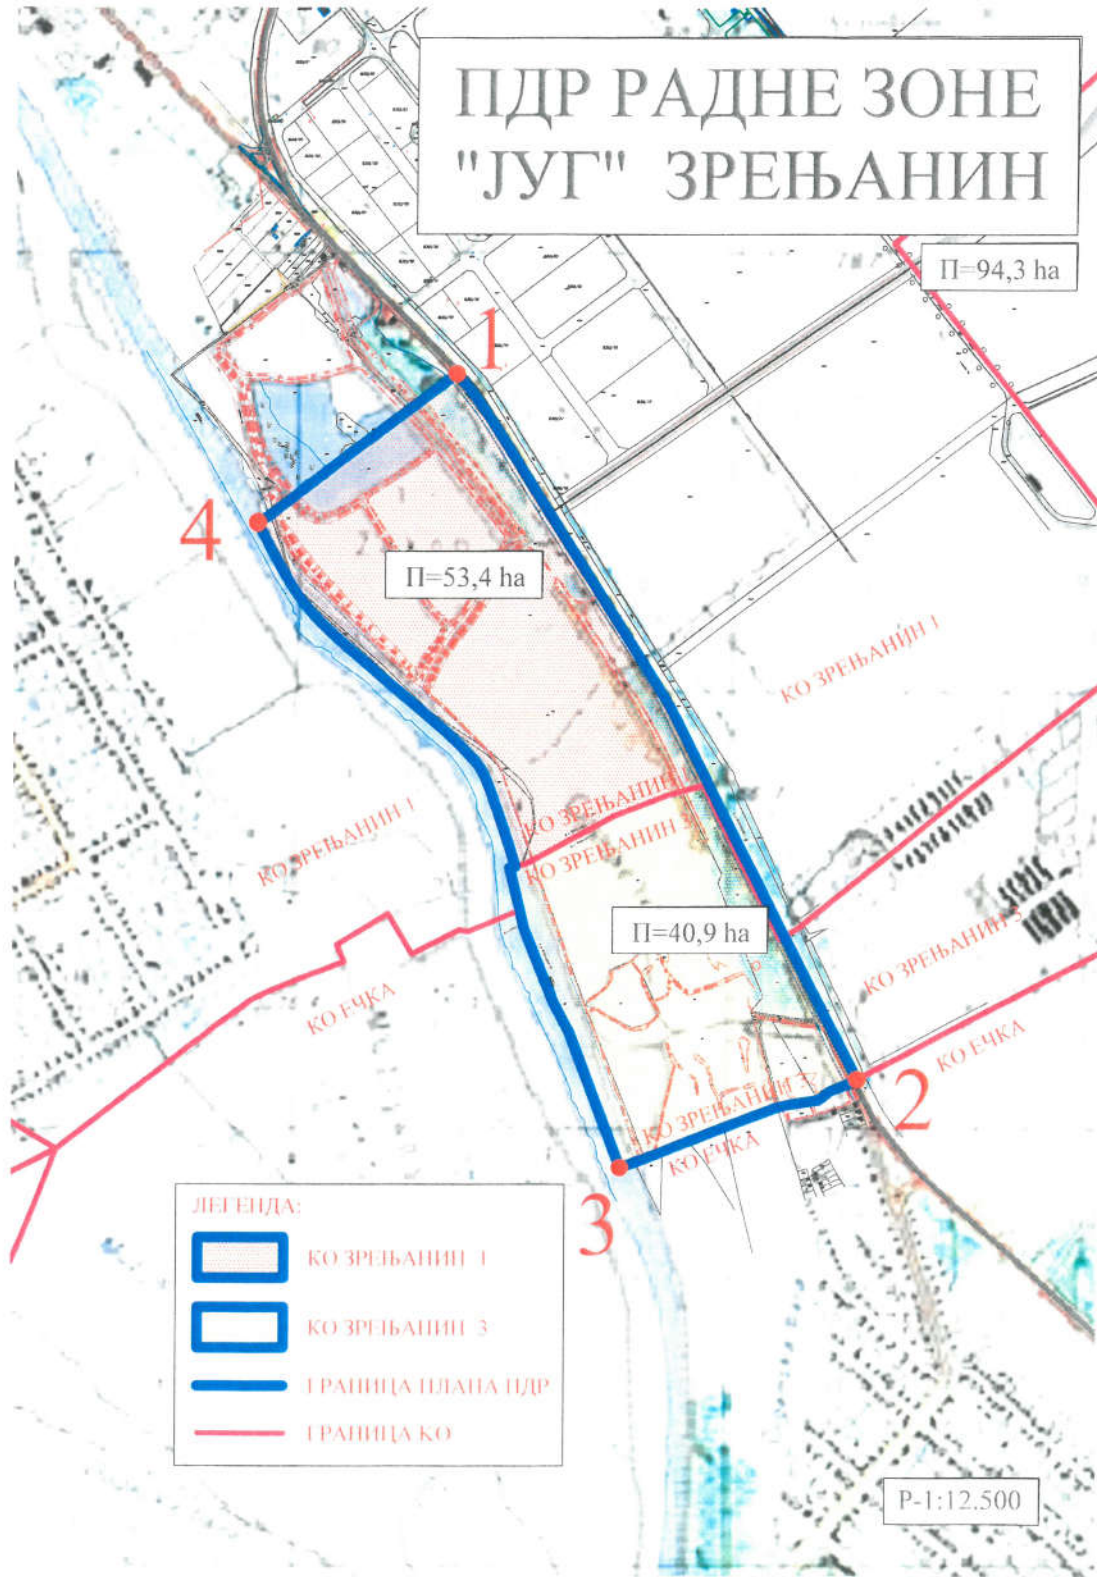 ПДР РАДНЕ ЗОНЕ
"ЈУГ" ЗРЕЊАНИН
П=94,3 ha
1
4
П=53,4 ha
КО ЗРЕЊАНИН 1
КО ЗРЕЊАНИН 1
КО ЗРЕЊАНИН
КО ЗРЕЊАНИН
П=40,9 ha
КО ЗРЕЊАНИН 3
КО ЕЧКА
КО ЕЧКА
2
КО ЗРЕЊАНИН 3
КО ЕЧКА
3
ЛЕГЕНДА:
КО ЗРЕЊАНИН 1
КО ЗРЕЊАНИН 3
ГРАНИЦА ПЛАНА ПДР
ГРАНИЦА КО
Р-1:12.500